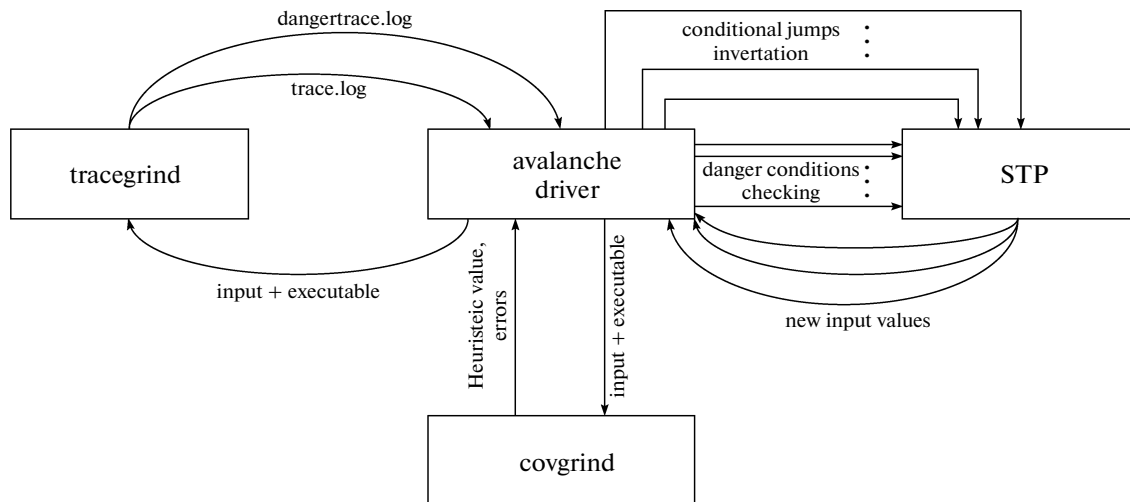 dangertrace.log
trace.log
conditional jumps
invertation
tracegrind
avalanche
driver
danger conditions
checking
STP
input + executable
Heuristeic value,
errors
input + executable
new input values
covgrind